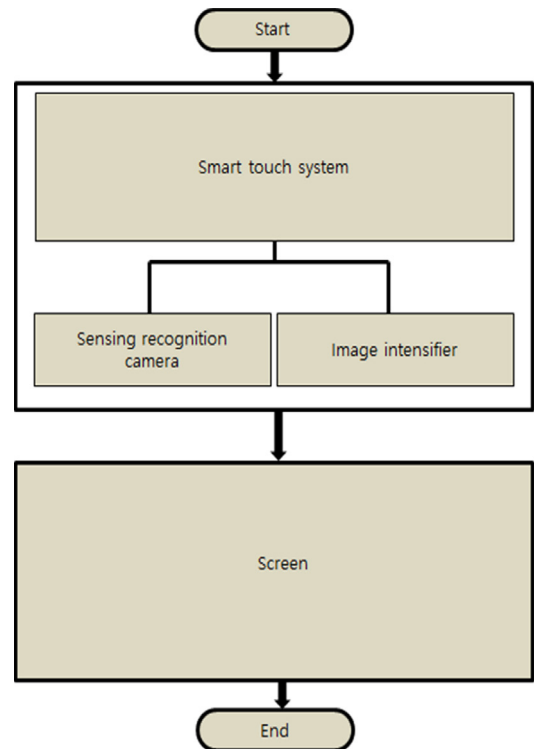 Start
Smart touch system
Sensing recognition
camera
Image intensifier
Screen
End